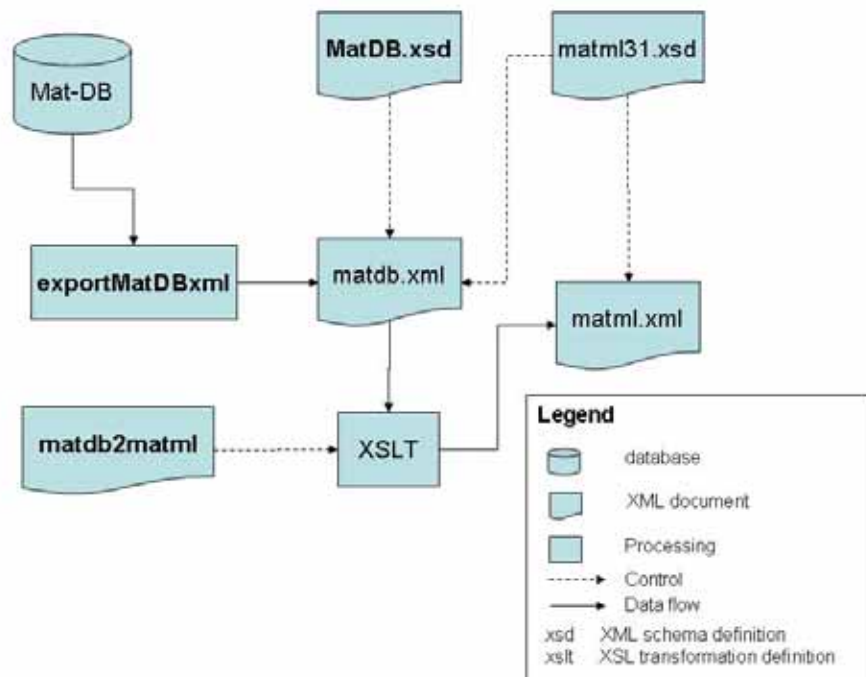 MatDB.xsd
matml31.xsd
Mat-DB
exportMatDBxml
matdb.xml
matml.xml
matdb2matml
XSLT
Legend
database
XML document
Processing
Control
Data flow
xsd XML schema definition
xslt XSL transformation definition